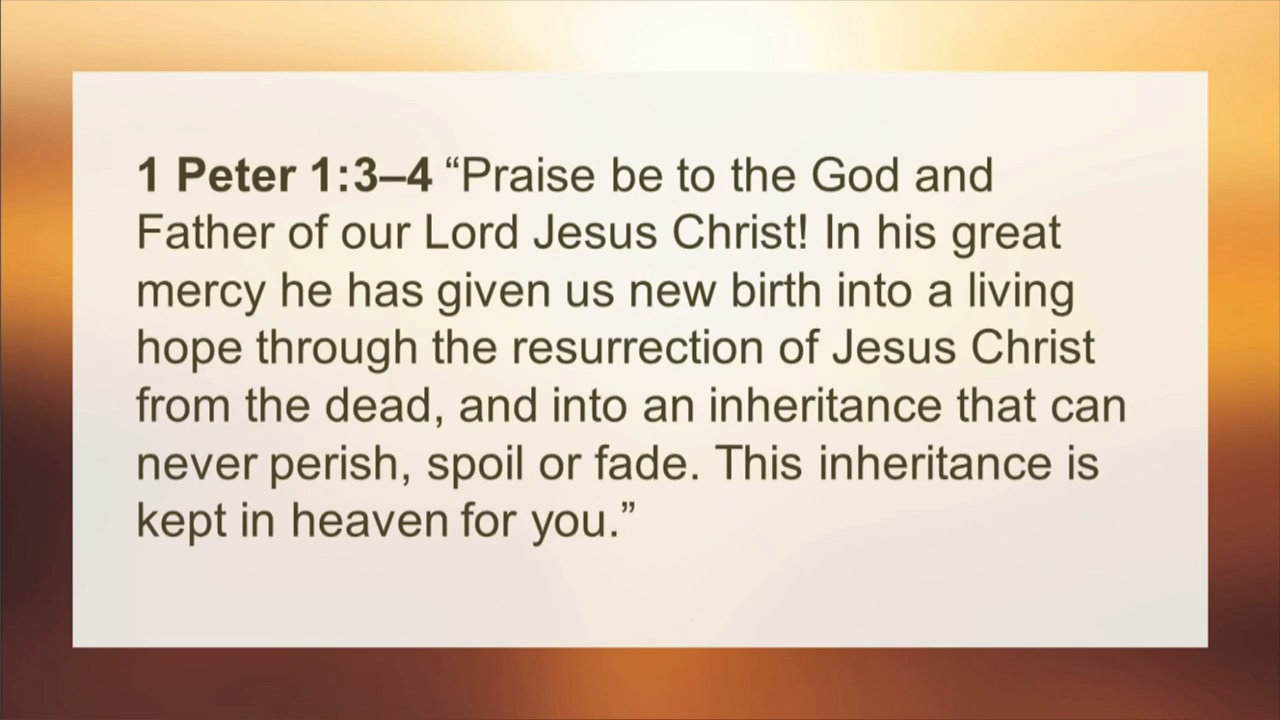 1 Peter 1:3–4 “Praise be to the God and
Father of our Lord Jesus Christ! In his great
mercy he has given us new birth into a living
hope through the resurrection of Jesus Christ
from the dead, and into an inheritance that can
never perish, spoil or fade. This inheritance is
kept in heaven for you.”